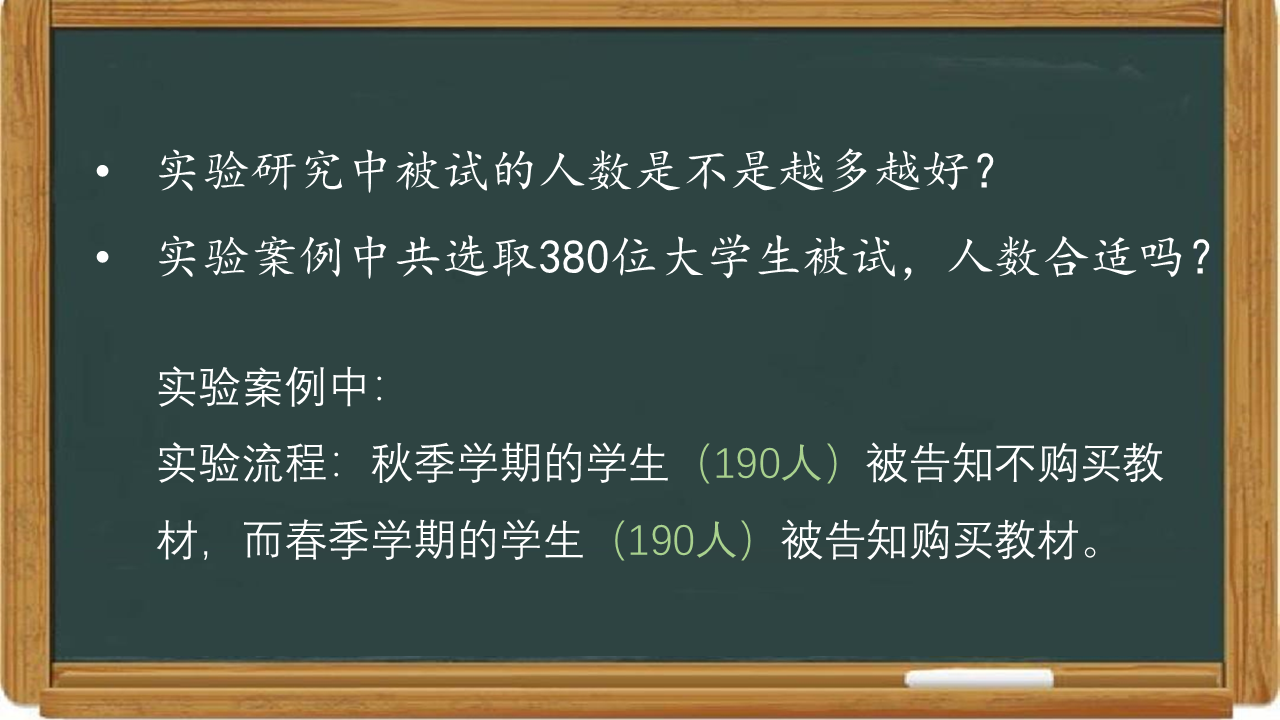 • 实验研究中被试的人数是不是越多越好？
• 实验案例中共选取380位大学生被试，人数合适吗？
实验案例中：
实验流程：秋季学期的学生（190人）被告知不购买教
材，而春季学期的学生（190人）被告知购买教材。